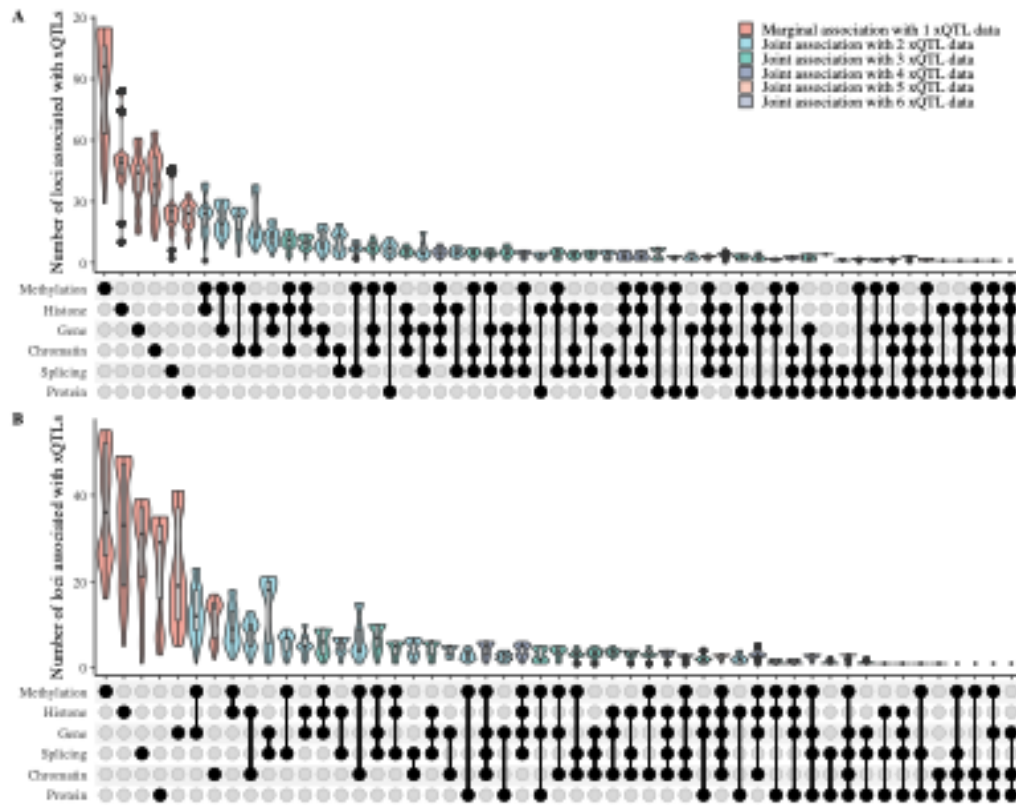 A
Number of loci associated with xQTLs
90
60
30
0
Marginal association with 1 xQTL data
Joint association with 2 xQTL data
Joint association with 3 xQTL data
Joint association with 4 xQTL data
Joint association with 5 xQTL data
Joint association with 6 xQTL data
Methylation
Histone
Gene
Chromatin
Splicing
Protein
B
Number of loci associated with xQTLs
40
20
0
Methylation
Histone
Gene
Splicing
Chromatin
Protein